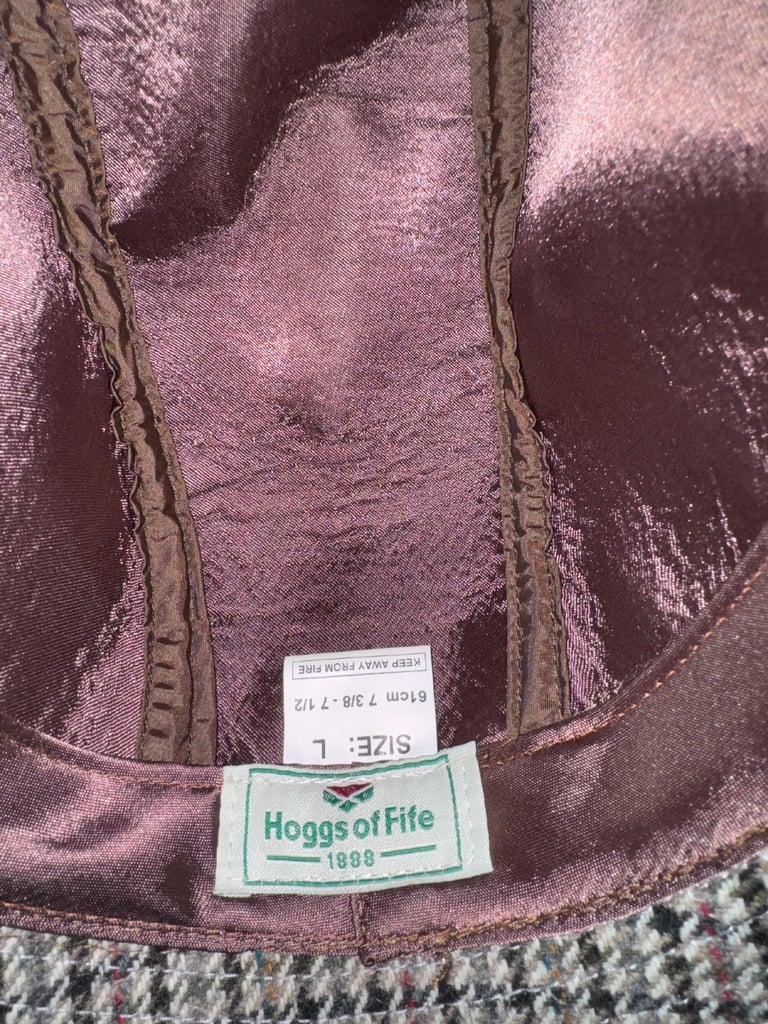 KEEP AWAY FROM FIRE
61cm 7 3/8 - 7 1/2
SIZE: L
Hoggs of Fife
1888